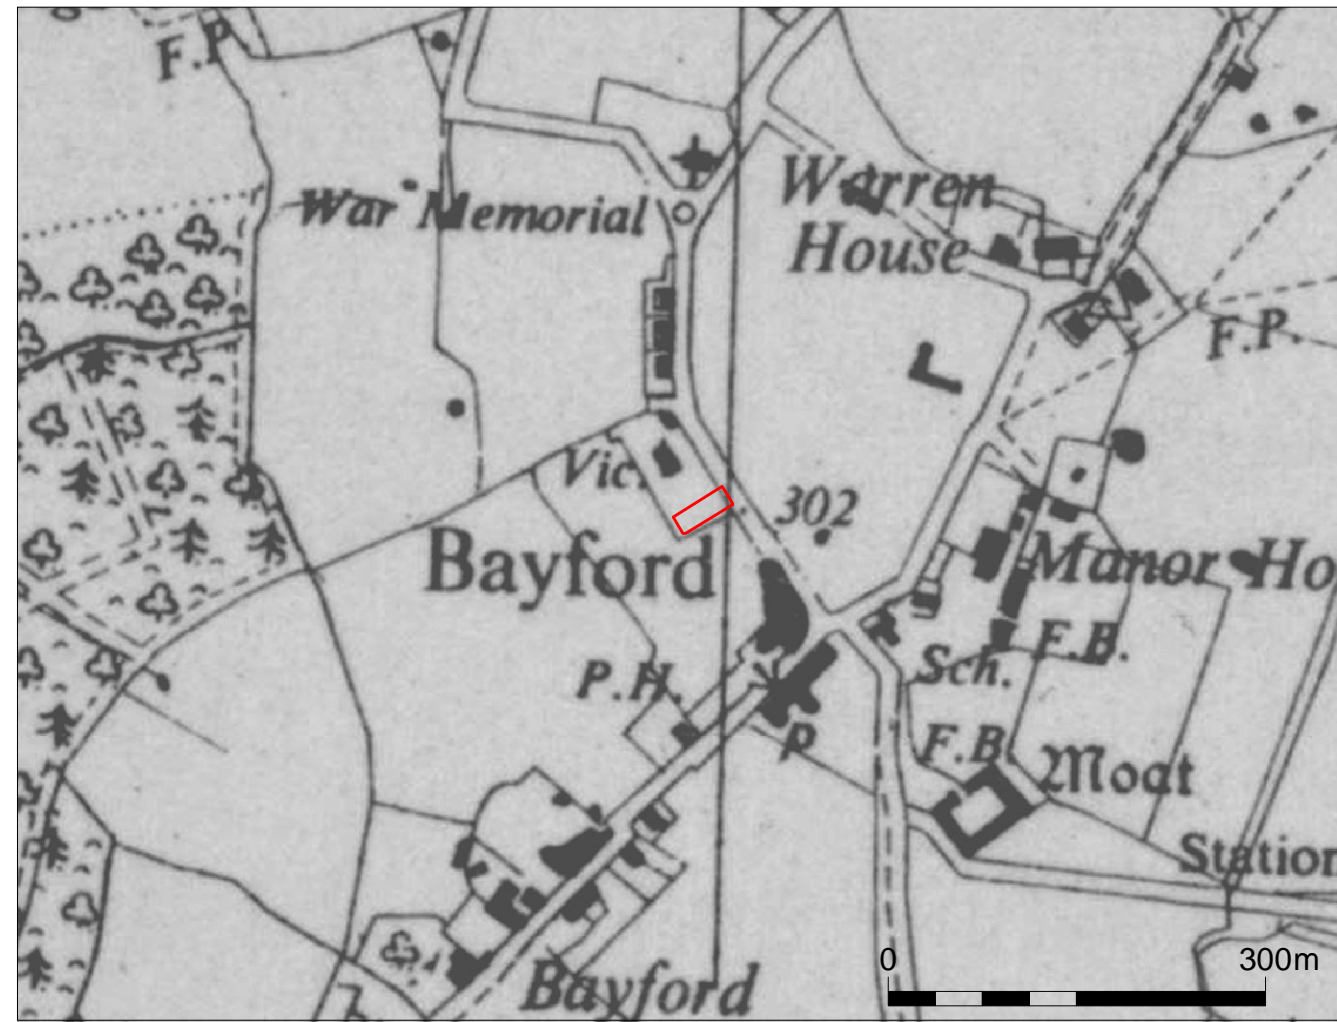 F.P
War Memorial
Warren
House
F.P.
Vic.
302
Bayford
Manor Ho
F.B.
P.H.
Sch.
P
F.B.
Moat
Station
Bayford
0 300m